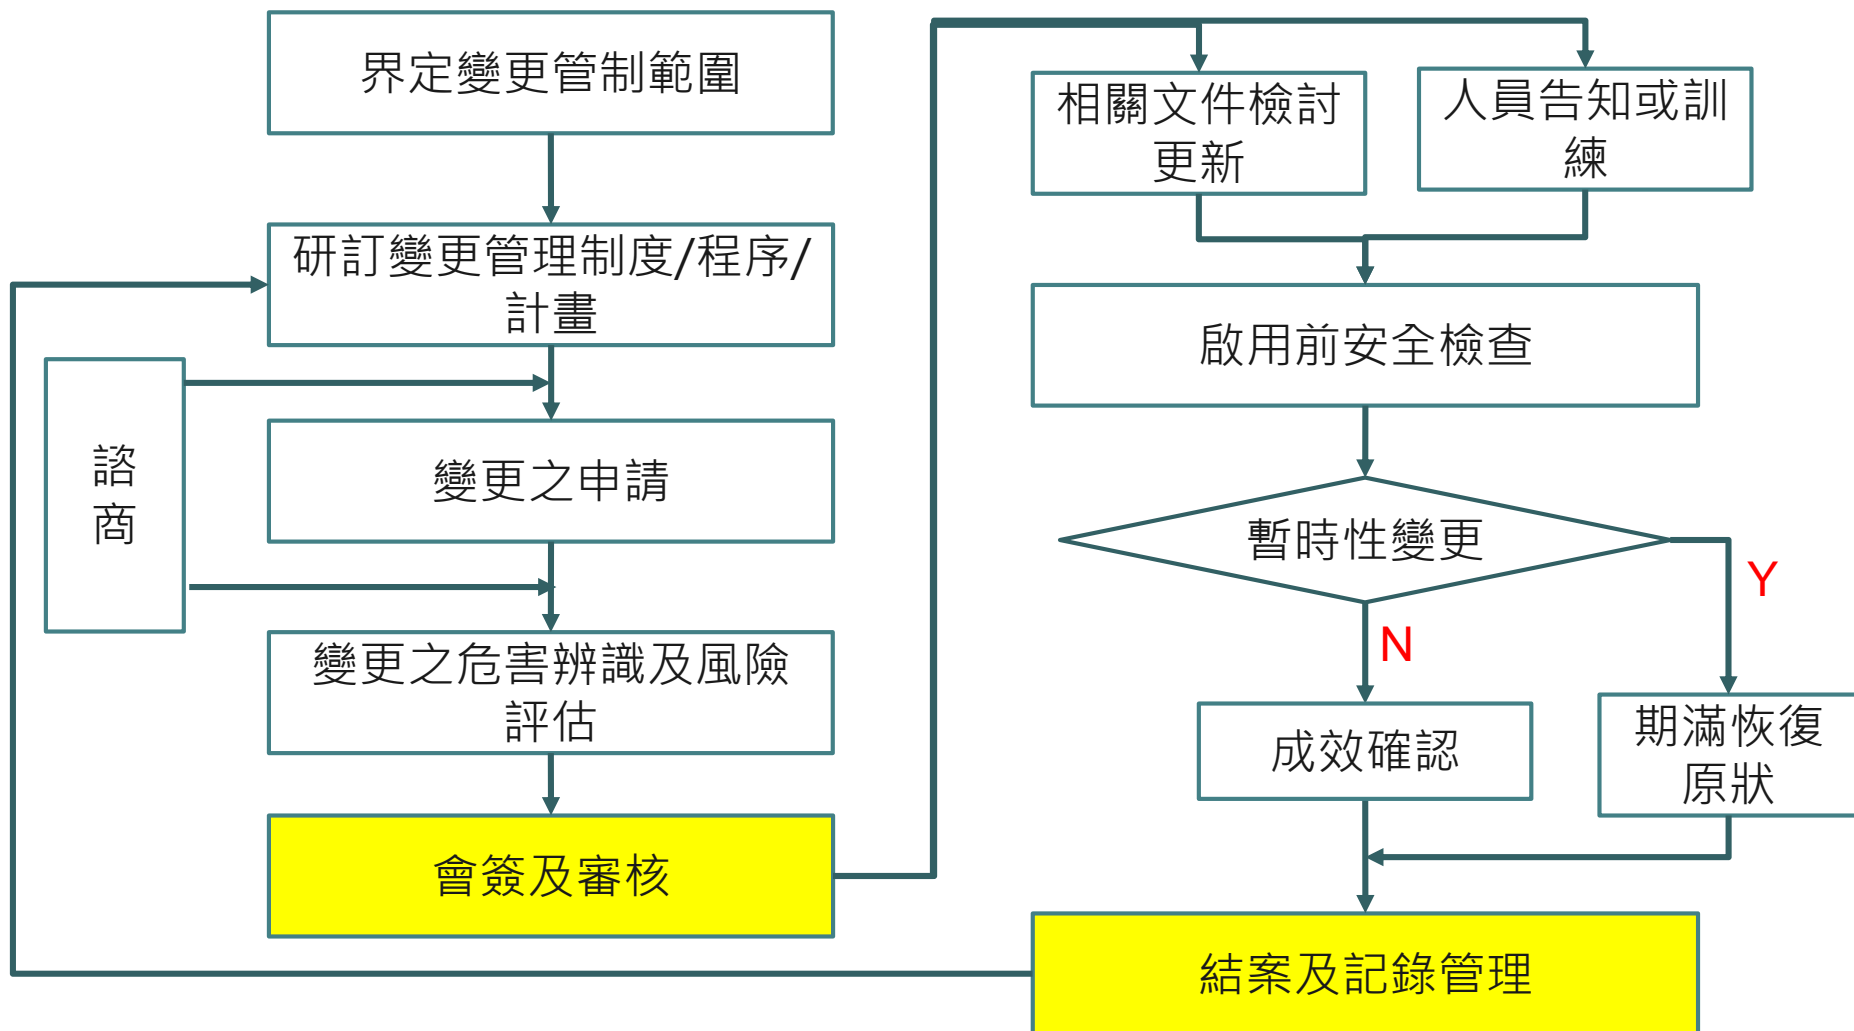 界定變更管制範圍
研訂變更管理制度/程序/
計畫
諮
商
變更之申請
變更之危害辨識及風險
評估
會簽及審核
相關文件檢討
更新
人員告知或訓
練
啟用前安全檢查
暫時性變更
Y
N
成效確認
期滿恢復
原狀
結案及記錄管理